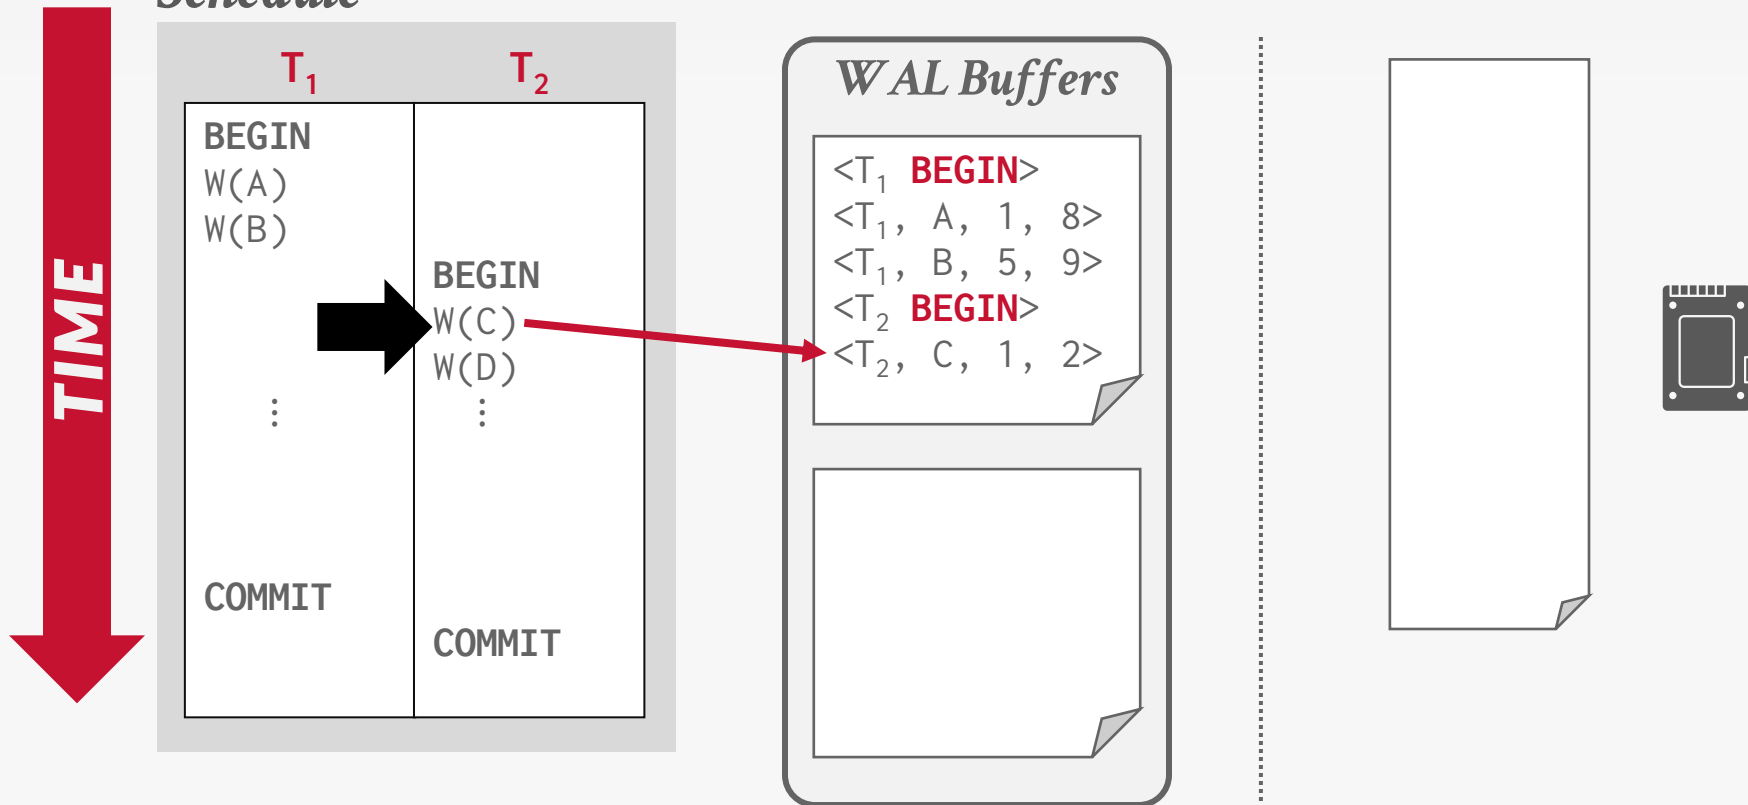 Schedule
TIME
T1 T2
BEGIN
W(A)
W(B)
BEGIN
W(C)
W(D)
⋮ ⋮
COMMIT
COMMIT
WAL Buffers
<T1 BEGIN>
<T1, A, 1, 8>
<T1, B, 5, 9>
<T2 BEGIN>
<T2, C, 1, 2>